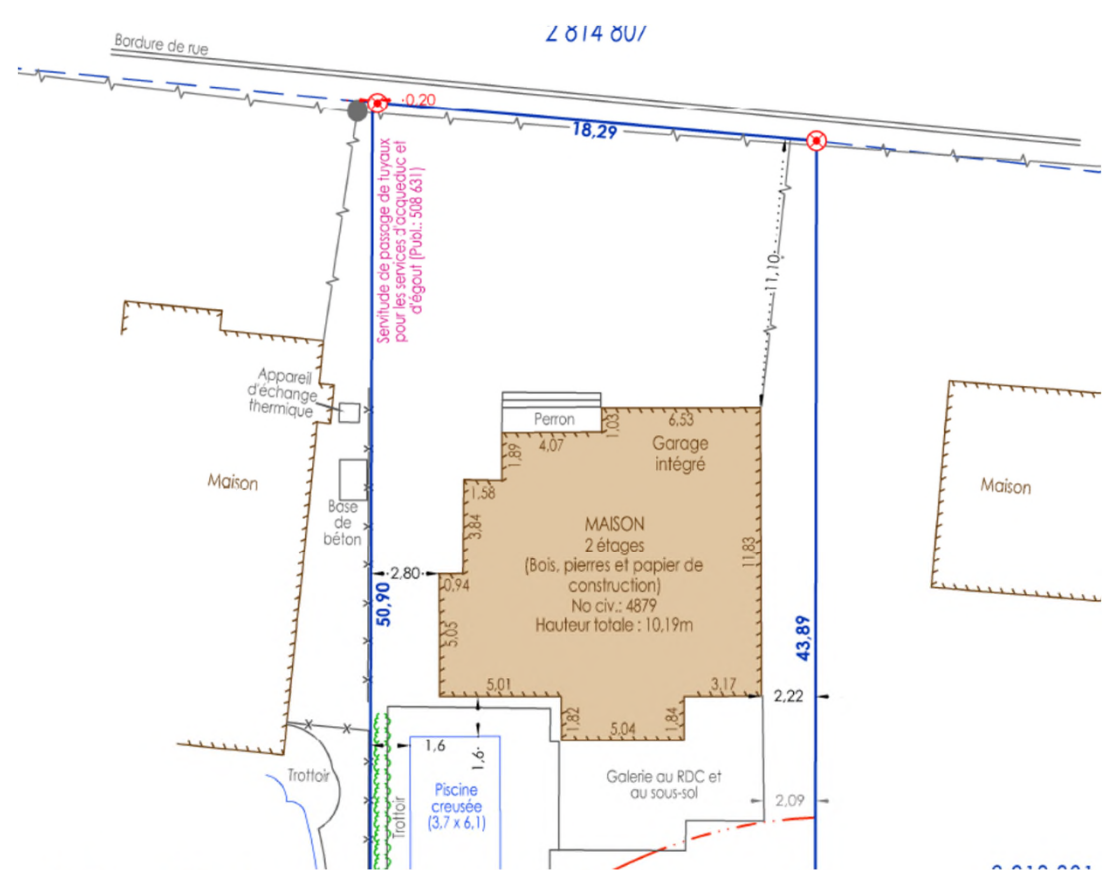 2 814 807
Bordure de rue
0,20
18,29
Servitude de passage de tuyaux
pour les services d'acqueduc et
d'égout (Publ.: 508 631)
11,10
Appareil
d'échange
thermique
Perron
1,03
6,53
Garage
intégré
4,07
1,89
Maison
1,58
Maison
Base
de
béton
3,84
MAISON
2 étages
(Bois, pierres et papier de
construction)
No civ.: 4879
Hauteur totale : 10,19m
11,83
2,80
0,94
50,90
5,05
43,89
5,01
3,17
2,22
1,82
5,04
1,84
1,6
1,6
Trottoir
Piscine
creusée
(3,7 x 6,1)
Trottoir
Galerie au RDC et
au sous-sol
2,09